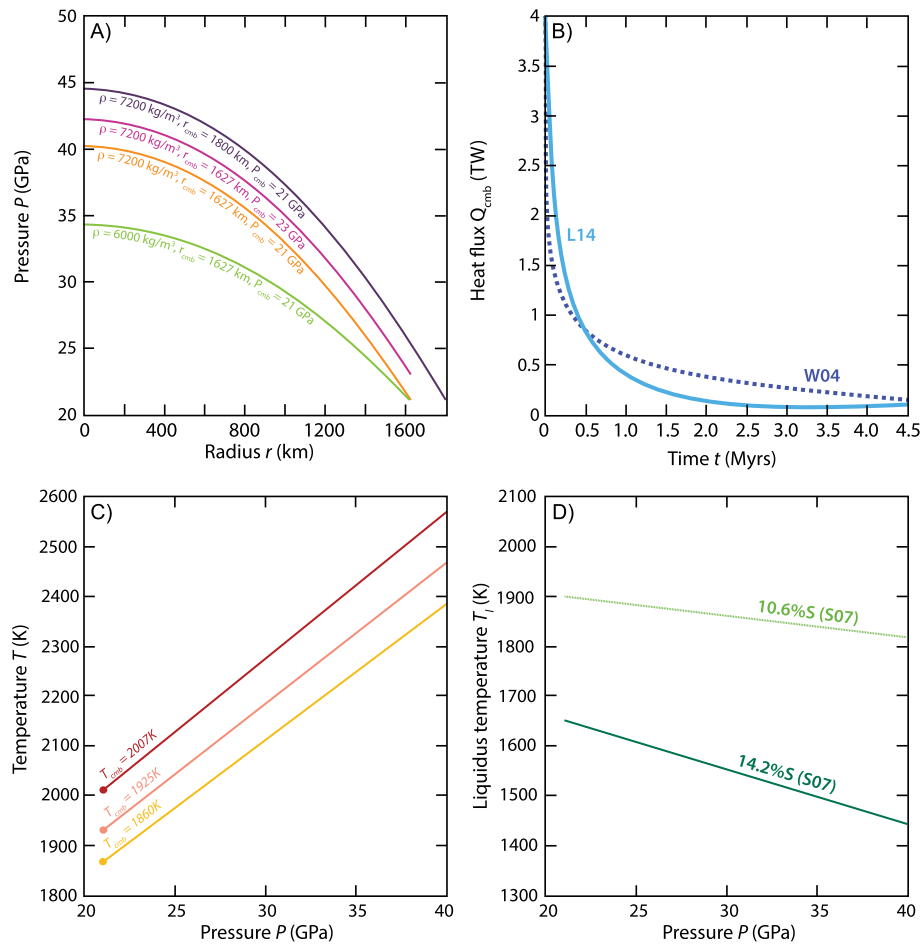 A)
50
45
40
35
30
25
20
Pressure P (GPa)
ρ = 7200 kg/m³, r_cmb = 1800 km, P_cmb = 21 GPa
ρ = 7200 kg/m³, r_cmb = 1627 km, P_cmb = 23 GPa
ρ = 7200 kg/m³, r_cmb = 1627 km, P_cmb = 21 GPa
ρ = 6000 kg/m³, r_cmb = 1627 km, P_cmb = 21 GPa
0 400 800 1200 1600
Radius r (km)
B)
4
3.5
3
2.5
2
1.5
1
0.5
0
Heat flux Q_cmb (TW)
L14
W04
0 0.5 1.0 1.5 2.0 2.5 3.0 3.5 4.0 4.5
Time t (Myrs)
C)
2600
2500
2400
2300
2200
2100
2000
1900
1800
Temperature T (K)
T_cmb = 2007K
T_cmb = 1925K
T_cmb = 1860K
20 25 30 35 40
Pressure P (GPa)
D)
2100
2000
1900
1800
1700
1600
1500
1400
1300
Liquidus temperature T_l (K)
10.6%S (S07)
14.2%S (S07)
20 25 30 35 40
Pressure P (GPa)